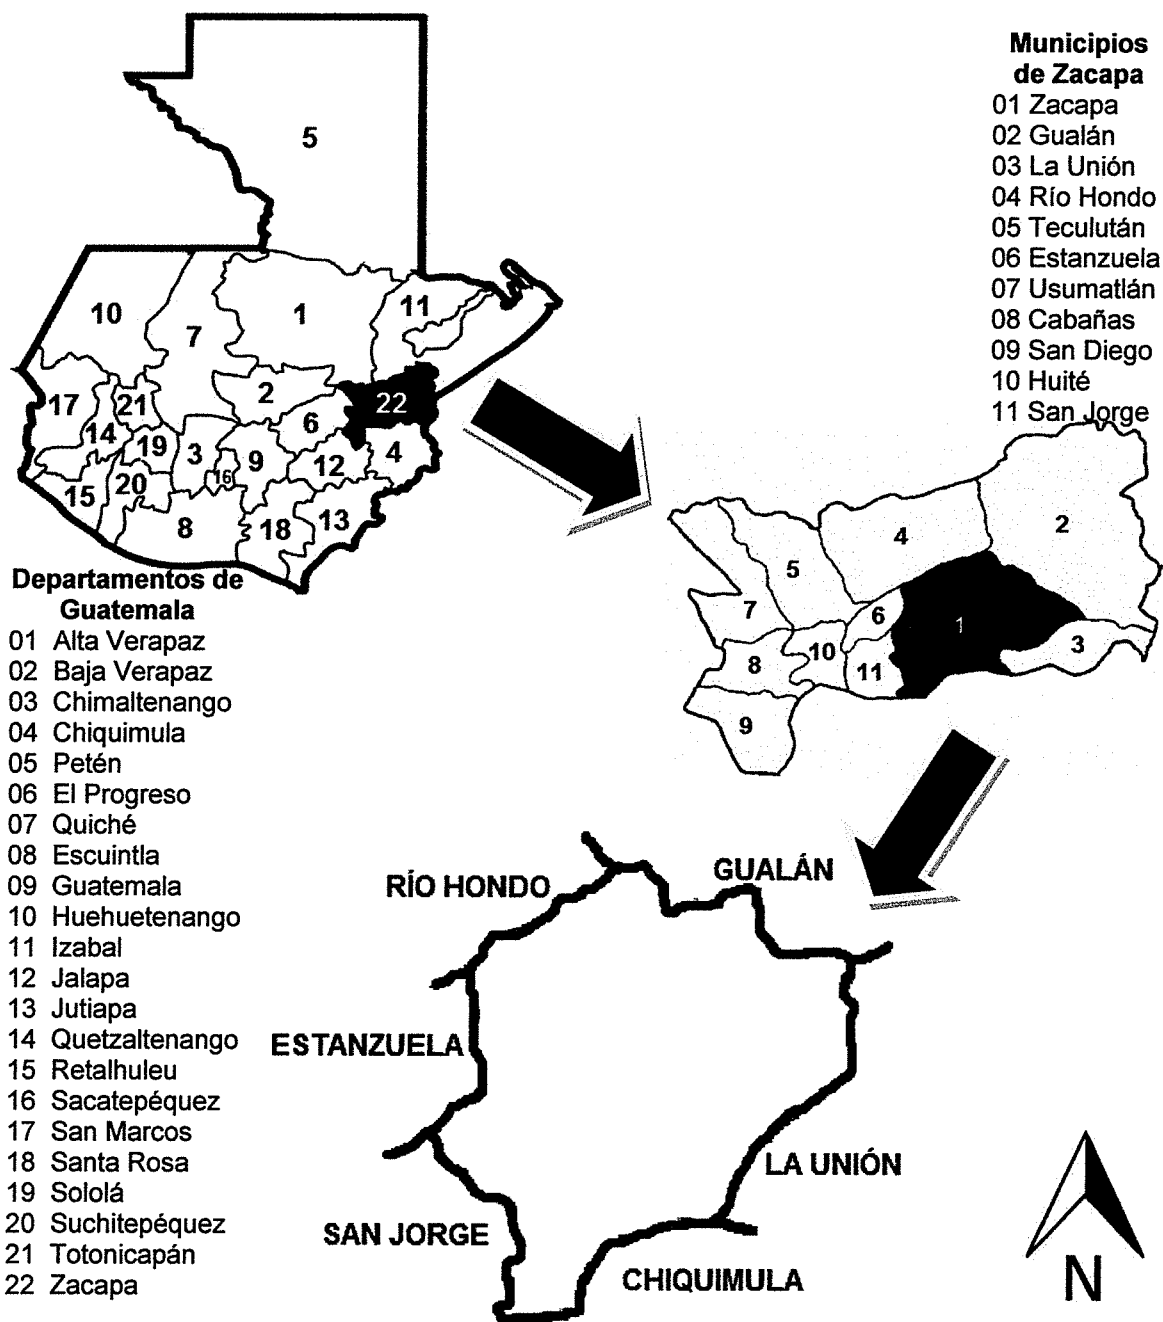 Municipios
de Zacapa
01 Zacapa
02 Gualán
03 La Unión
04 Río Hondo
05 Teculután
06 Estanzuela
07 Usumatlán
08 Cabañas
09 San Diego
10 Huité
11 San Jorge
5
10
7
1
11
2
22
17
21
14
19
3
6
9
16
12
4
15
20
8
18
13
4
2
5
7
6
1
3
8
10
11
9
Departamentos de
Guatemala
01 Alta Verapaz
02 Baja Verapaz
03 Chimaltenango
04 Chiquimula
05 Petén
06 El Progreso
07 Quiché
08 Escuintla
09 Guatemala
10 Huehuetenango
11 Izabal
12 Jalapa
13 Jutiapa
14 Quetzaltenango
15 Retalhuleu
16 Sacatepéquez
17 San Marcos
18 Santa Rosa
19 Sololá
20 Suchitepéquez
21 Totonicapán
22 Zacapa
RÍO HONDO
GUALÁN
ESTANZUELA
LA UNIÓN
SAN JORGE
CHIQUIMULA
N